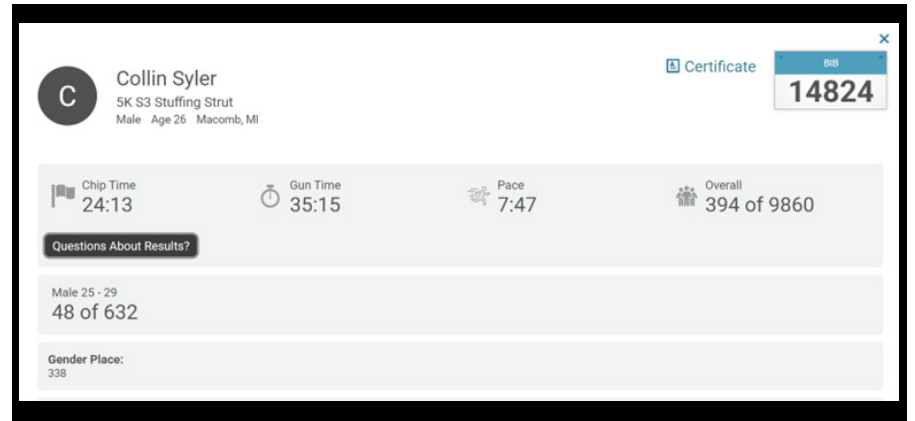 ×
C
Collin Syler
5K S3 Stuffing Strut
Male Age 26 Macomb, MI
Certificate
BIB
14824
Chip Time
24:13
Gun Time
35:15
Pace
7:47
Overall
394 of 9860
Questions About Results?
Male 25 - 29
48 of 632
Gender Place:
338